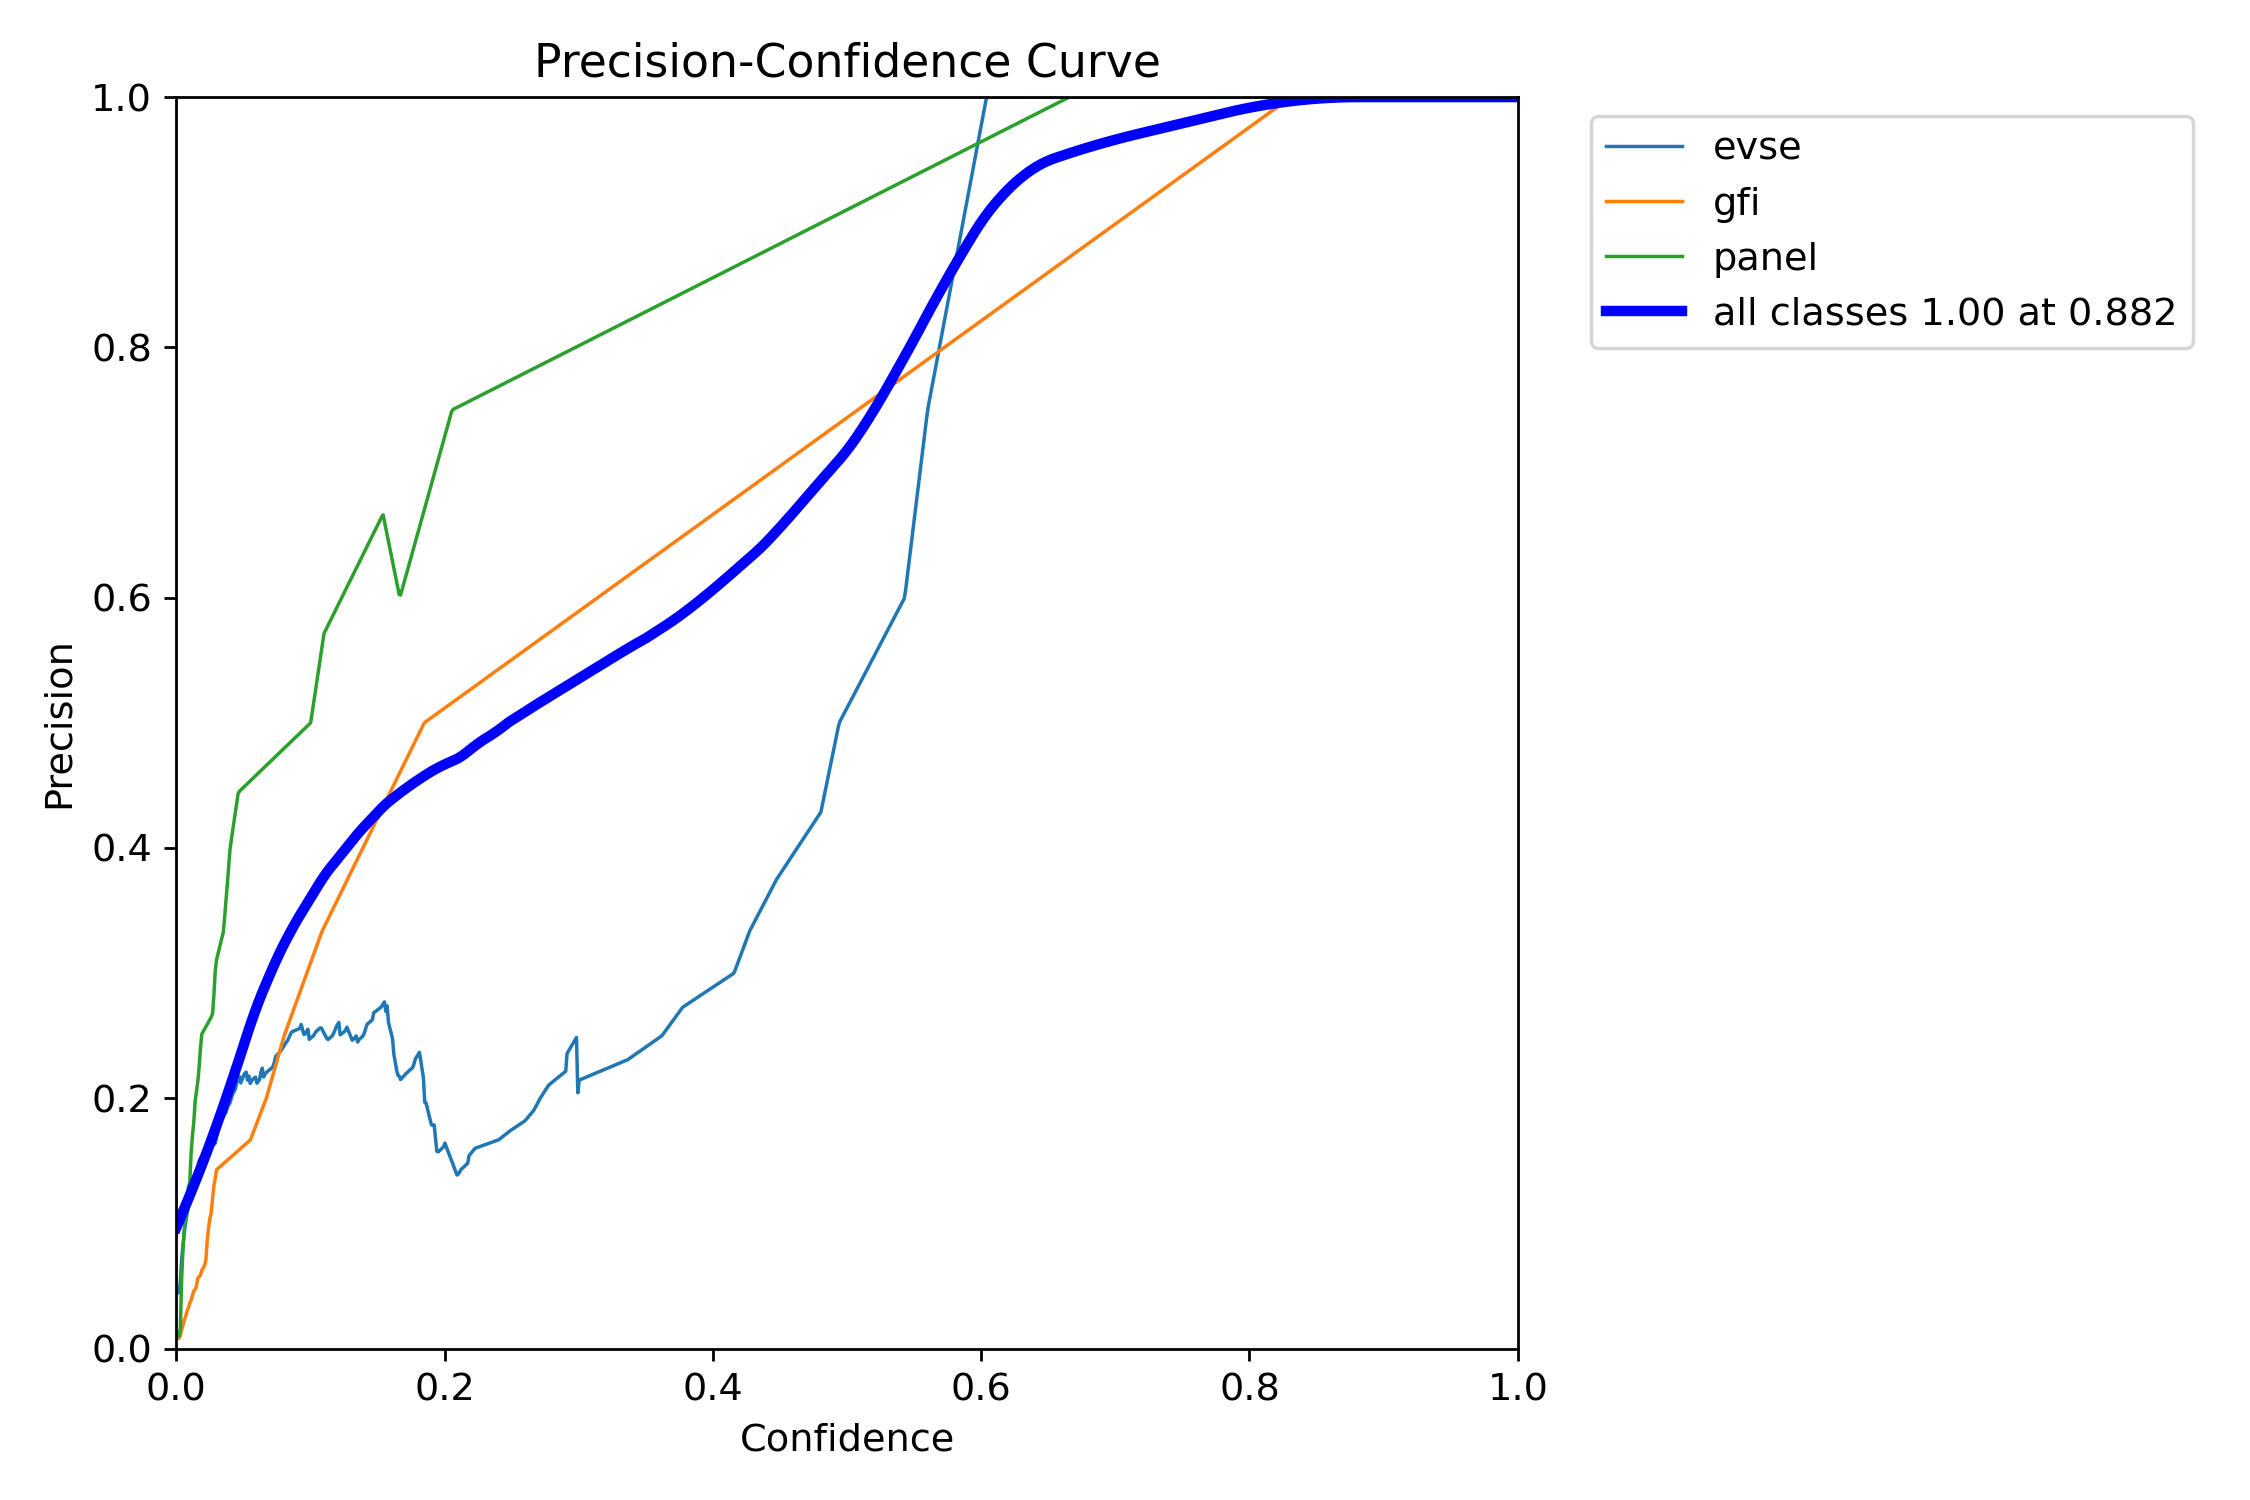 Precision-Confidence Curve
1.0
0.8
0.6
0.4
0.2
0.0
Precision
0.0 0.2 0.4 0.6 0.8 1.0
Confidence
evse
gfi
panel
all classes 1.00 at 0.882